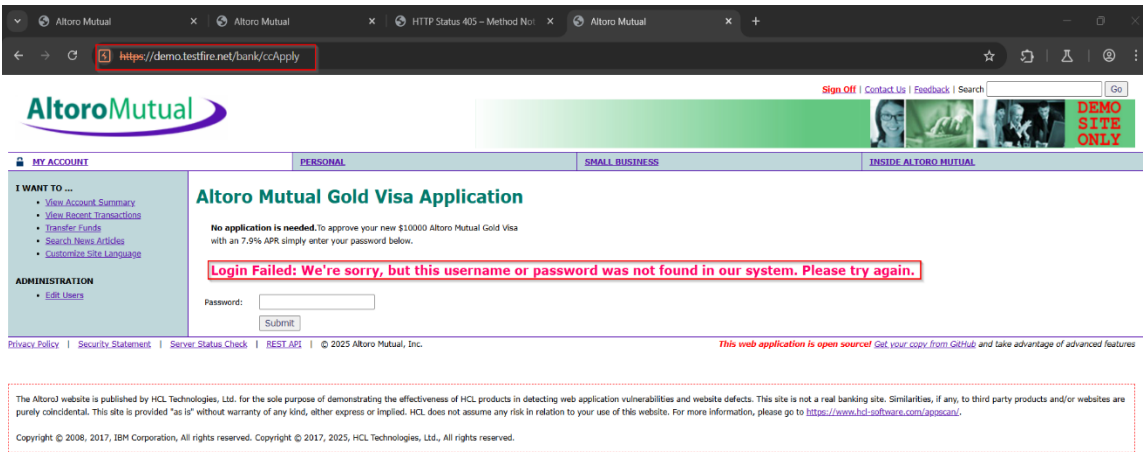 Altoro Mutual
Altoro Mutual
HTTP Status 405 – Method Not
Altoro Mutual
https://demo.testfire.net/bank/ccApply
Sign Off | Contact Us | Feedback | Search
Go
AltoroMutual
DEMO
SITE
ONLY
MY ACCOUNT
PERSONAL
SMALL BUSINESS
INSIDE ALTORO MUTUAL
I WANT TO ...
View Account Summary
View Recent Transactions
Transfer Funds
Search News Articles
Customize Site Language
ADMINISTRATION
Edit Users
Altoro Mutual Gold Visa Application
No application is needed.To approve your new $10000 Altoro Mutual Gold Visa
with an 7.9% APR simply enter your password below.
Login Failed: We're sorry, but this username or password was not found in our system. Please try again.
Password:
Submit
Privacy Policy | Security Statement | Server Status Check | REST API | © 2025 Altoro Mutual, Inc.
This web application is open source! Get your copy from GitHub and take advantage of advanced features
The AltoroJ website is published by HCL Technologies, Ltd. for the sole purpose of demonstrating the effectiveness of HCL products in detecting web application vulnerabilities and website defects. This site is not a real banking site. Similarities, if any, to third party products and/or websites are
purely coincidental. This site is provided "as is" without warranty of any kind, either express or implied. HCL does not assume any risk in relation to your use of this website. For more information, please go to https://www.hcl-software.com/appscan/.
Copyright © 2008, 2017, IBM Corporation, All rights reserved. Copyright © 2017, 2025, HCL Technologies, Ltd., All rights reserved.